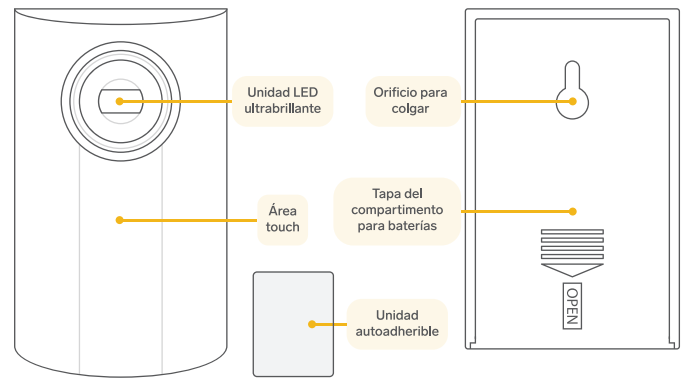 Unidad LED
ultrabrillante
Orificio para
colgar
Área
touch
Tapa del
compartimento
para baterías
Unidad
autoadherible
OPEN